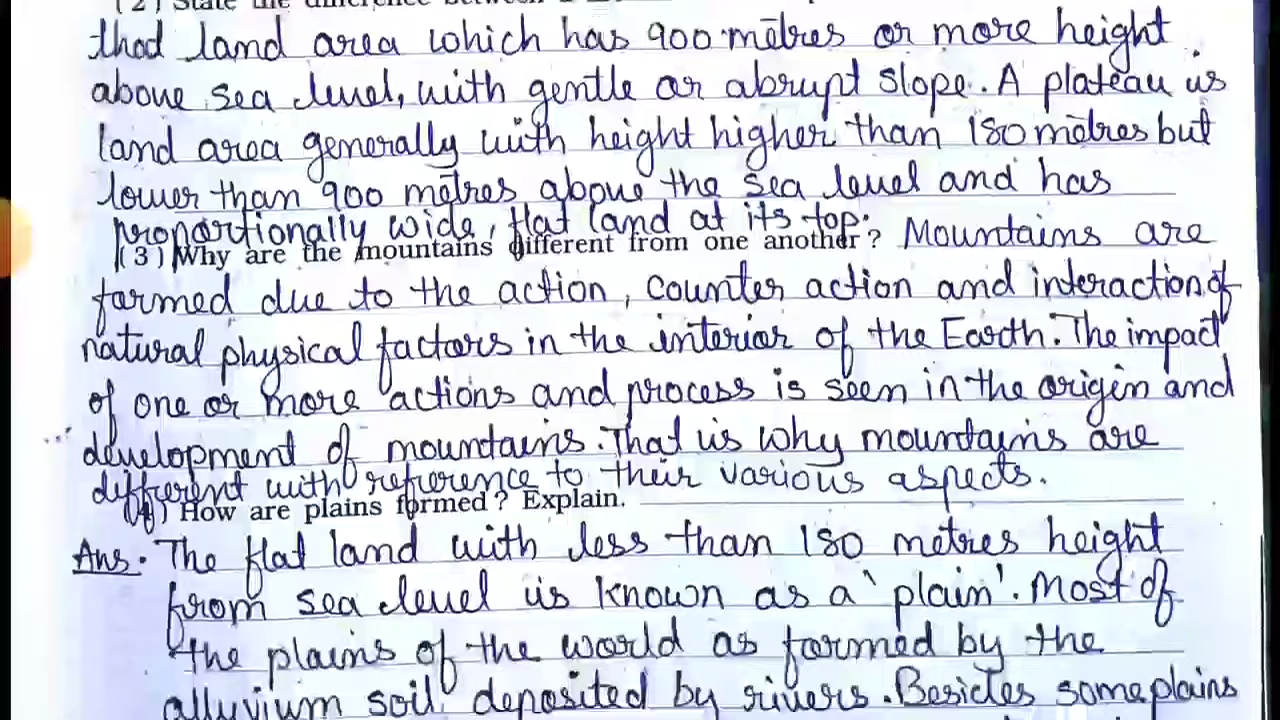 (2) State the difference between a
thod land area which has 900 metres or more height
above sea level, with gentle or abrupt slope. A plateau is
land area generally with height higher than 180 metres but
lower than 900 metres above the sea level and has
proportionally wide, flat land at its top.
(3) Why are the mountains different from one another? Mountains are
formed due to the action, counter action and interaction of
natural physical factors in the interior of the Earth. The impact
of one or more actions and process is seen in the origin and
development of mountains. That is why mountains are
different with reference to their various aspects.
(4) How are plains formed? Explain.
Ans. The flat land with less than 180 metres height
from sea level is known as a 'plain'. Most of
the plains of the world as formed by the
alluvium soil deposited by rivers. Besides some plains